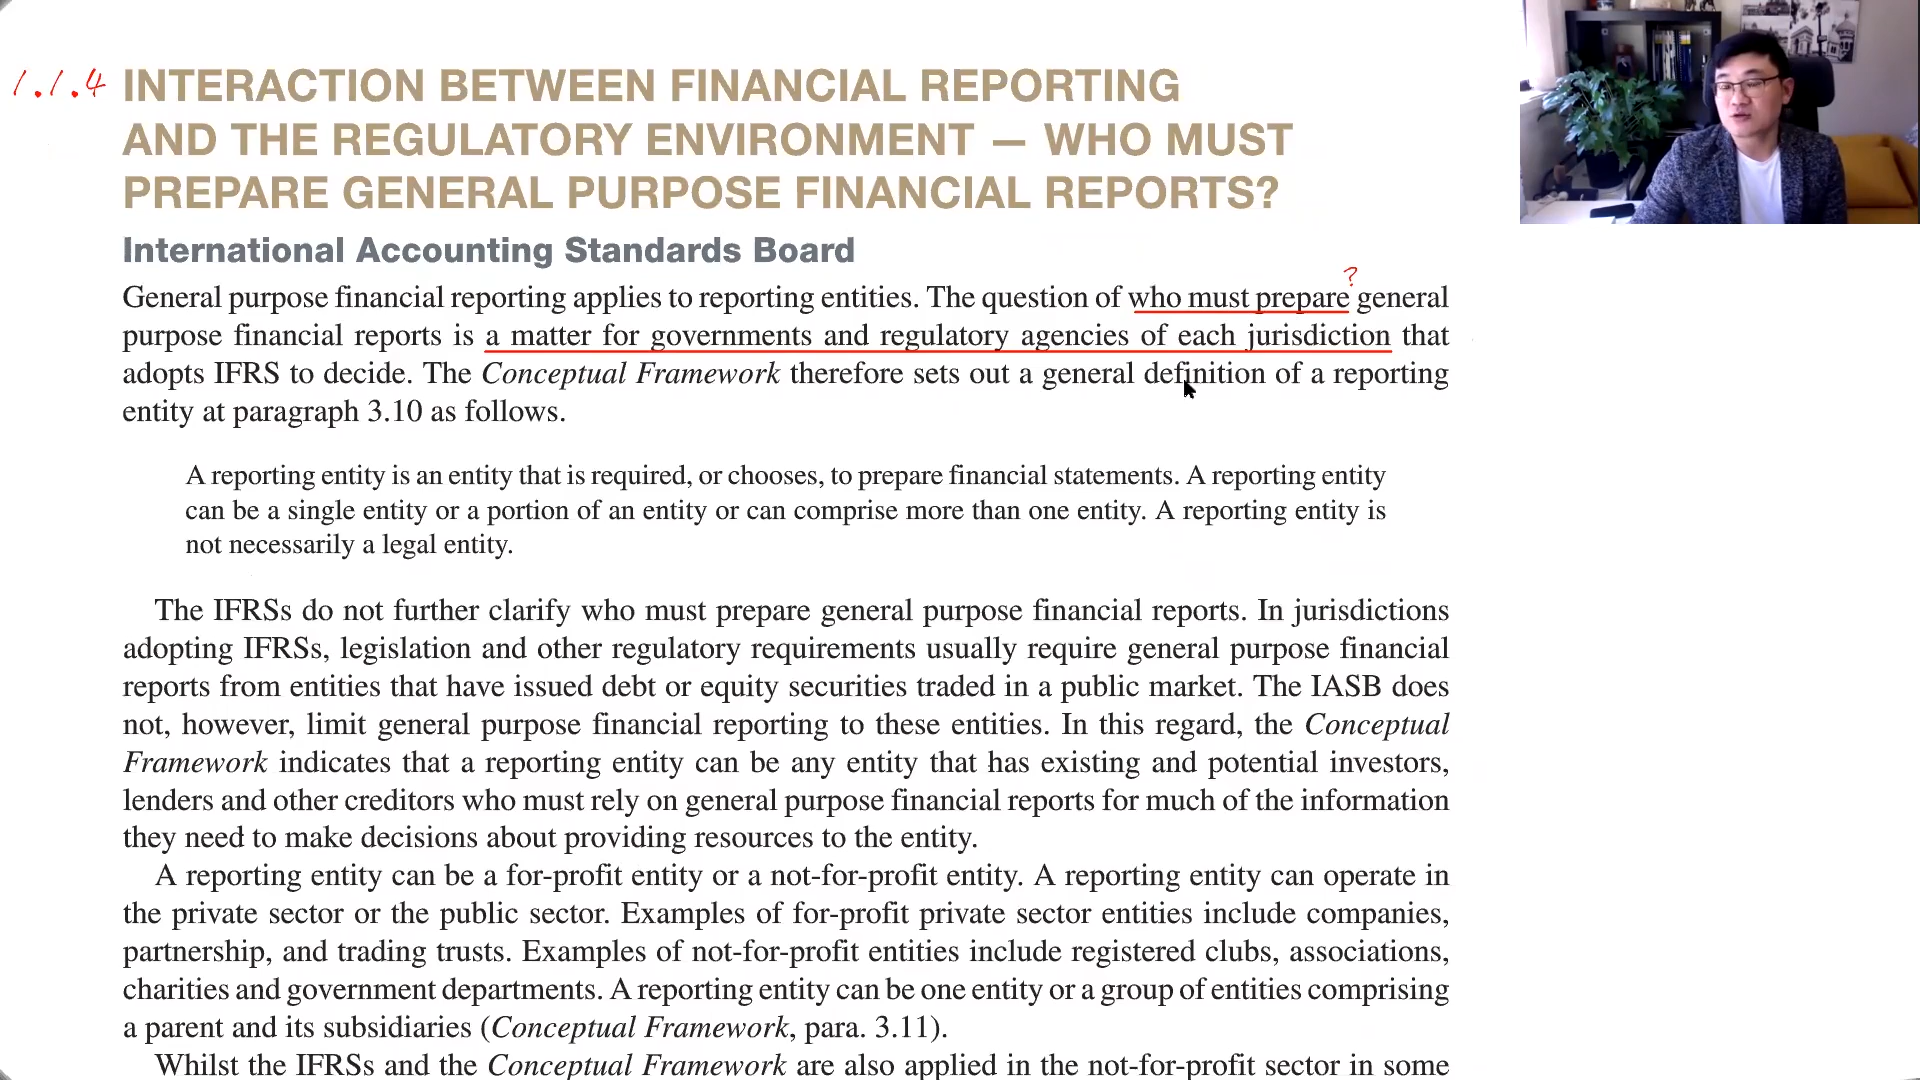 1.1.4 INTERACTION BETWEEN FINANCIAL REPORTING
AND THE REGULATORY ENVIRONMENT — WHO MUST
PREPARE GENERAL PURPOSE FINANCIAL REPORTS?
International Accounting Standards Board
?
General purpose financial reporting applies to reporting entities. The question of who must prepare general
purpose financial reports is a matter for governments and regulatory agencies of each jurisdiction that
adopts IFRS to decide. The Conceptual Framework therefore sets out a general definition of a reporting
entity at paragraph 3.10 as follows.
A reporting entity is an entity that is required, or chooses, to prepare financial statements. A reporting entity
can be a single entity or a portion of an entity or can comprise more than one entity. A reporting entity is
not necessarily a legal entity.
The IFRSs do not further clarify who must prepare general purpose financial reports. In jurisdictions
adopting IFRSs, legislation and other regulatory requirements usually require general purpose financial
reports from entities that have issued debt or equity securities traded in a public market. The IASB does
not, however, limit general purpose financial reporting to these entities. In this regard, the Conceptual
Framework indicates that a reporting entity can be any entity that has existing and potential investors,
lenders and other creditors who must rely on general purpose financial reports for much of the information
they need to make decisions about providing resources to the entity.
A reporting entity can be a for-profit entity or a not-for-profit entity. A reporting entity can operate in
the private sector or the public sector. Examples of for-profit private sector entities include companies,
partnership, and trading trusts. Examples of not-for-profit entities include registered clubs, associations,
charities and government departments. A reporting entity can be one entity or a group of entities comprising
a parent and its subsidiaries (Conceptual Framework, para. 3.11).
Whilst the IFRSs and the Conceptual Framework are also applied in the not-for-profit sector in some